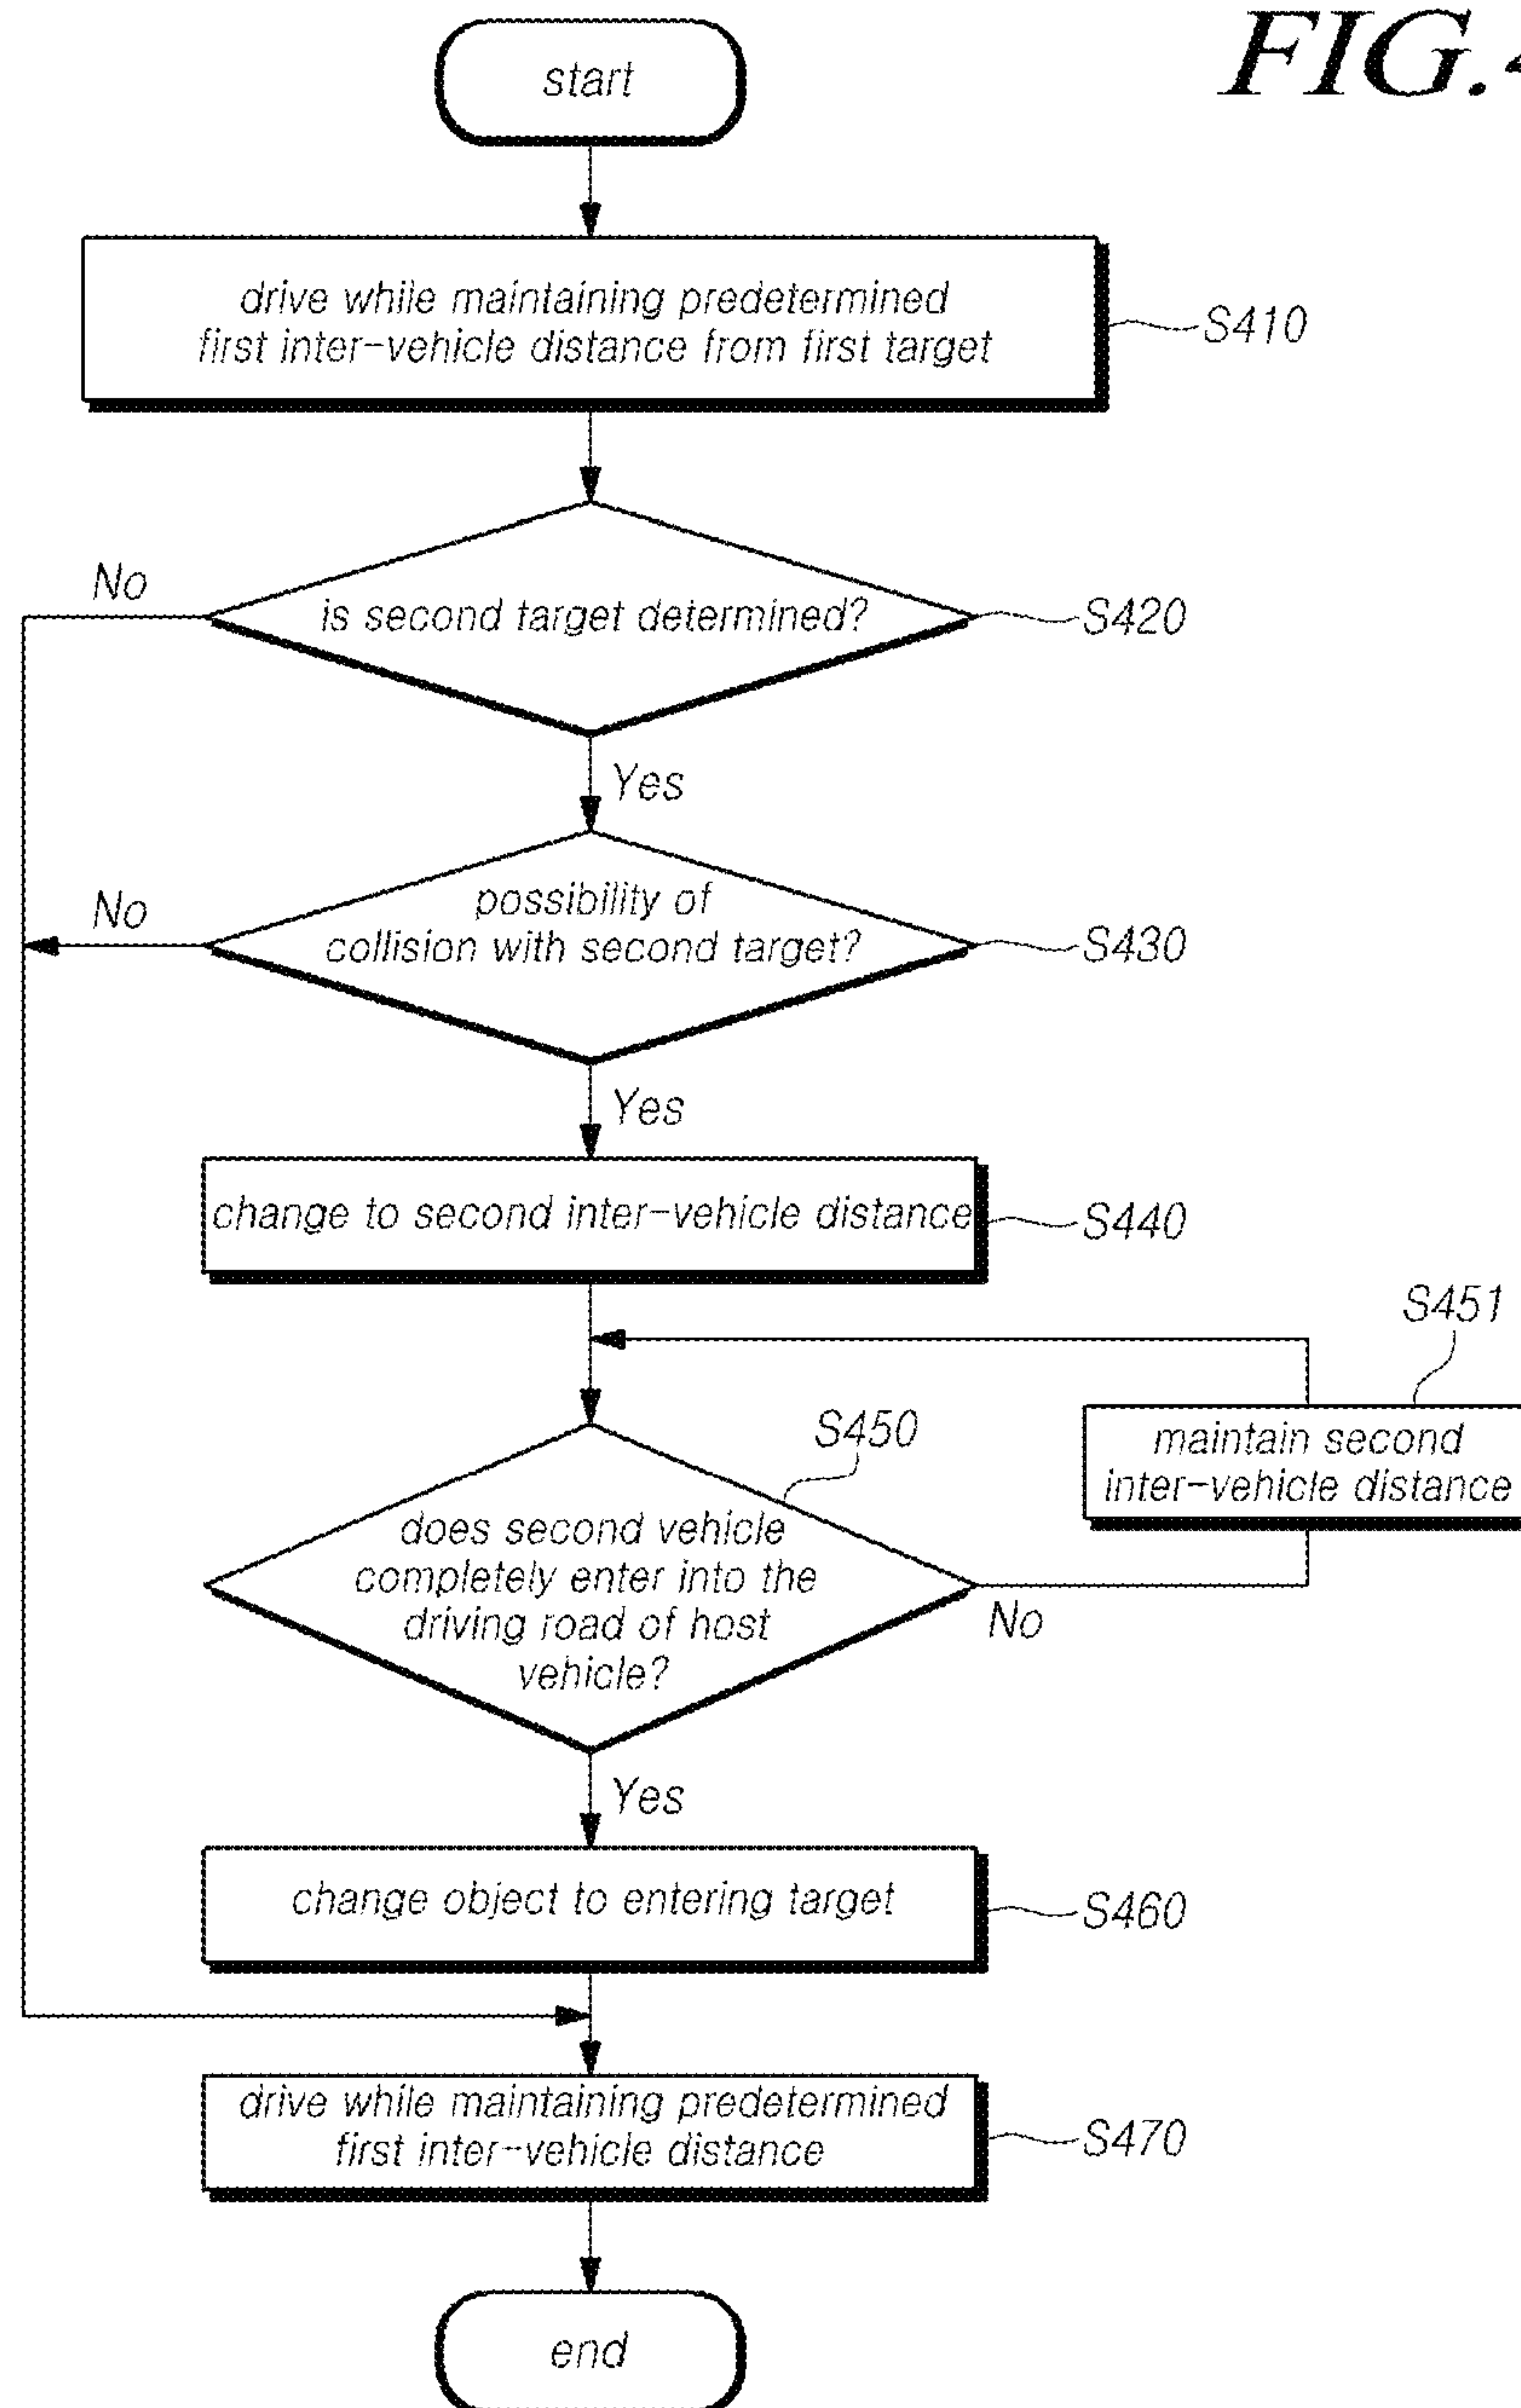 FIG.4
start
drive while maintaining predetermined
first inter-vehicle distance from first target
S410
No
is second target determined?
S420
Yes
No
possibility of
collision with second target?
S430
Yes
change to second inter-vehicle distance
S440
S451
maintain second
inter-vehicle distance
S450
does second vehicle
completely enter into the
driving road of host
vehicle?
No
Yes
change object to entering target
S460
drive while maintaining predetermined
first inter-vehicle distance
S470
end